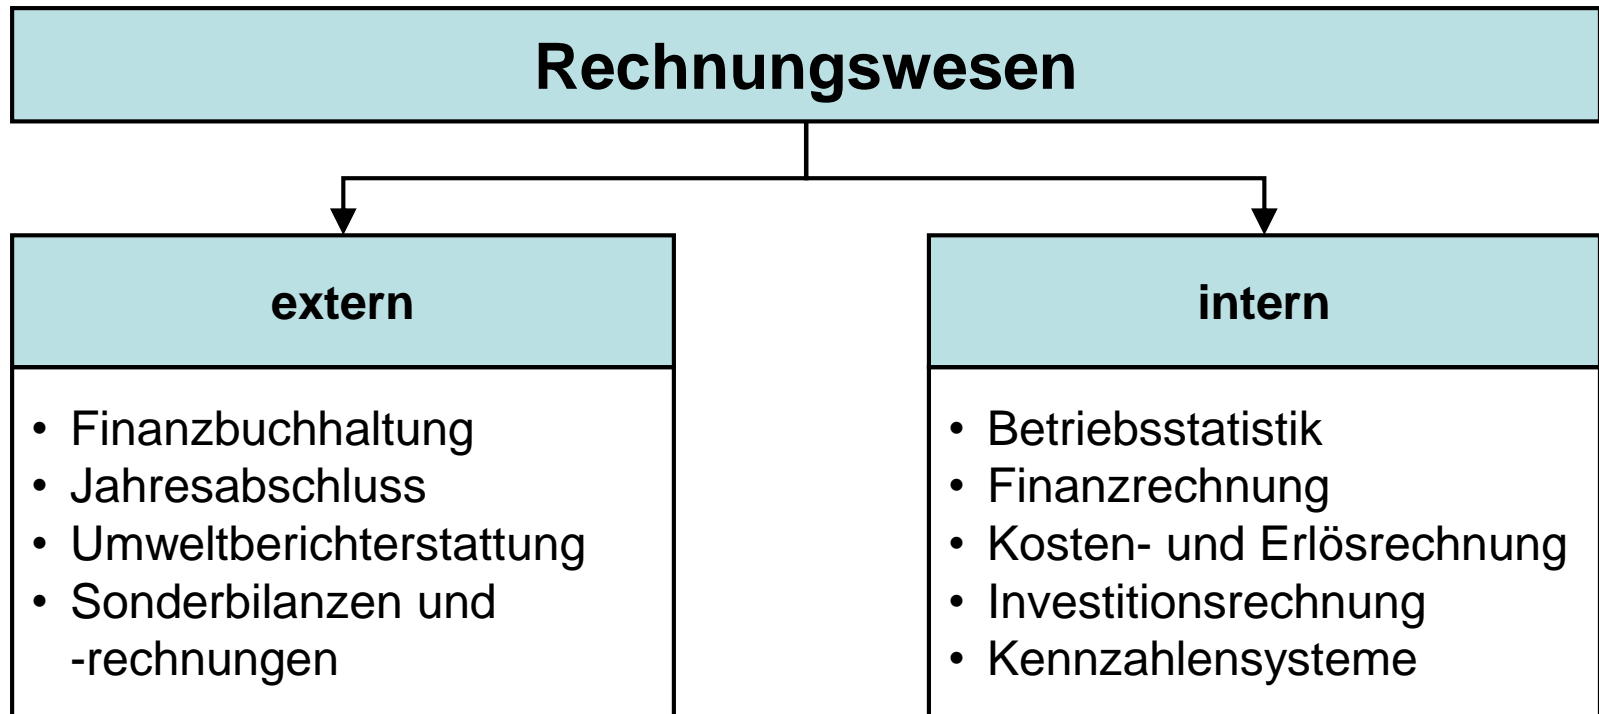 Rechnungswesen
extern
• Finanzbuchhaltung
• Jahresabschluss
• Umweltberichterstattung
• Sonderbilanzen und
-rechnungen
intern
• Betriebsstatistik
• Finanzrechnung
• Kosten- und Erlösrechnung
• Investitionsrechnung
• Kennzahlensysteme